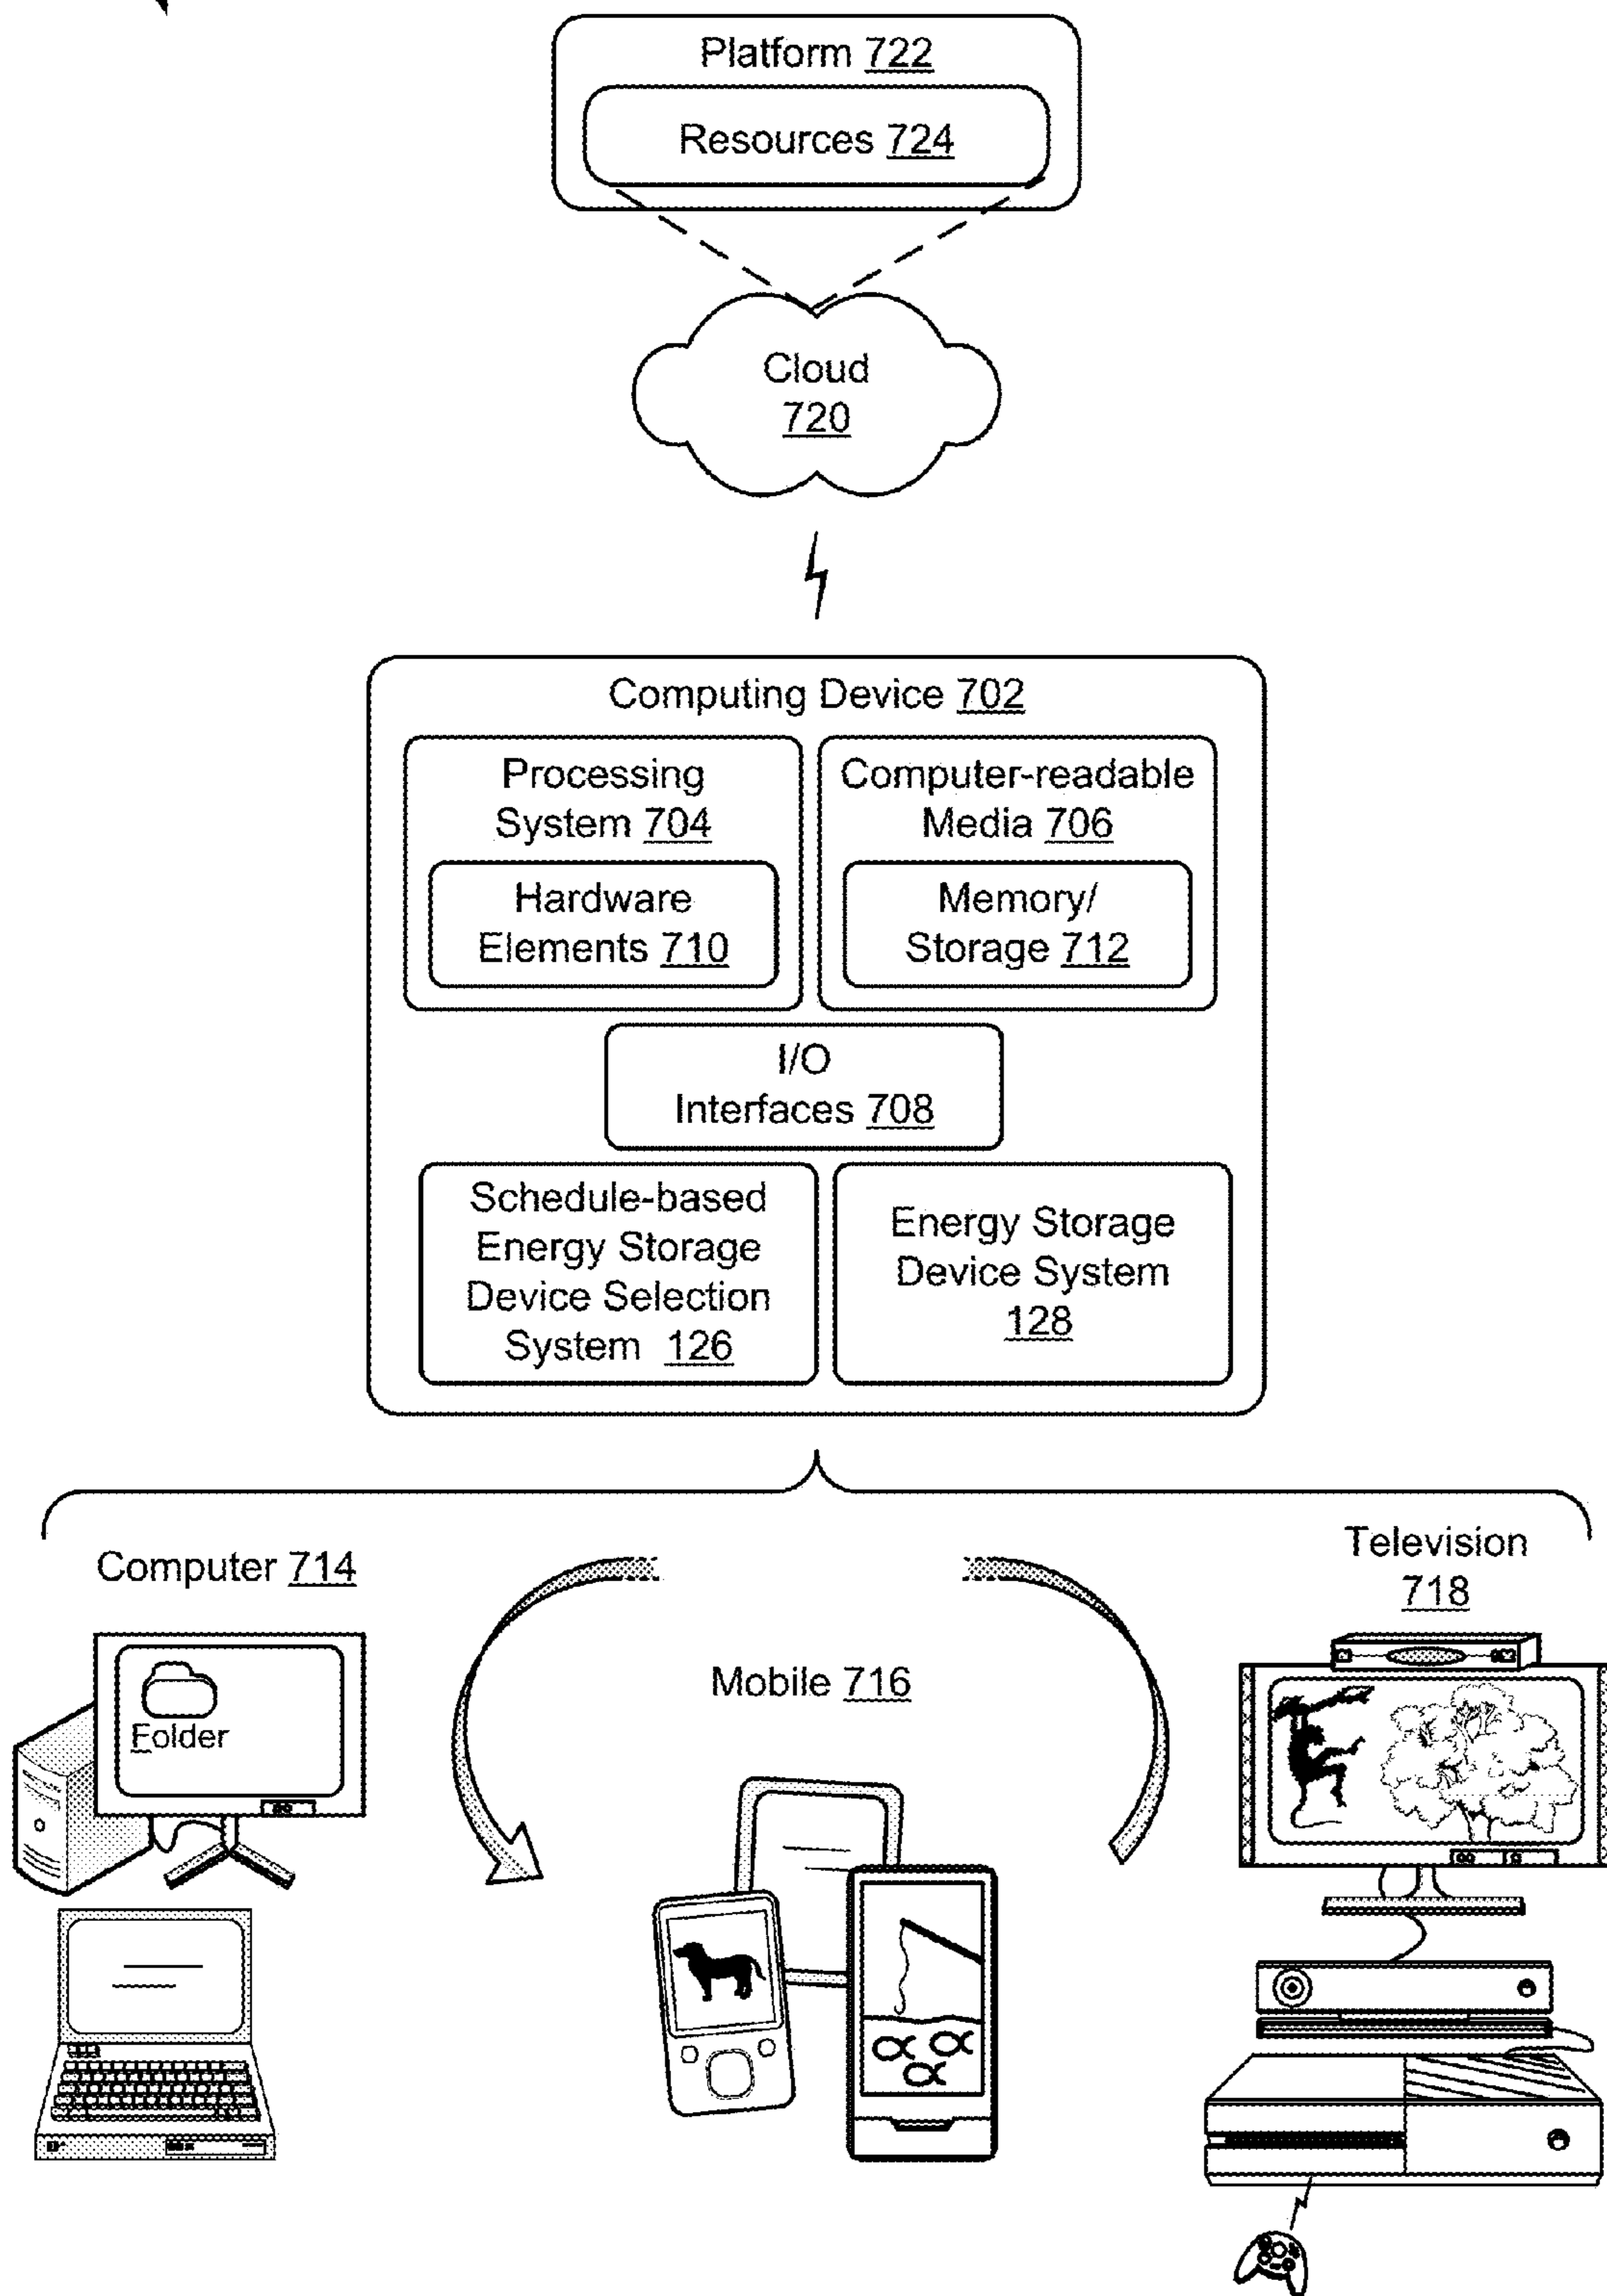 Platform 722
Resources 724
Cloud
720
Computing Device 702
Processing
System 704
Computer-readable
Media 706
Hardware
Elements 710
Memory/
Storage 712
I/O
Interfaces 708
Schedule-based
Energy Storage
Device Selection
System 126
Energy Storage
Device System
128
Computer 714
Television
718
Mobile 716
Folder